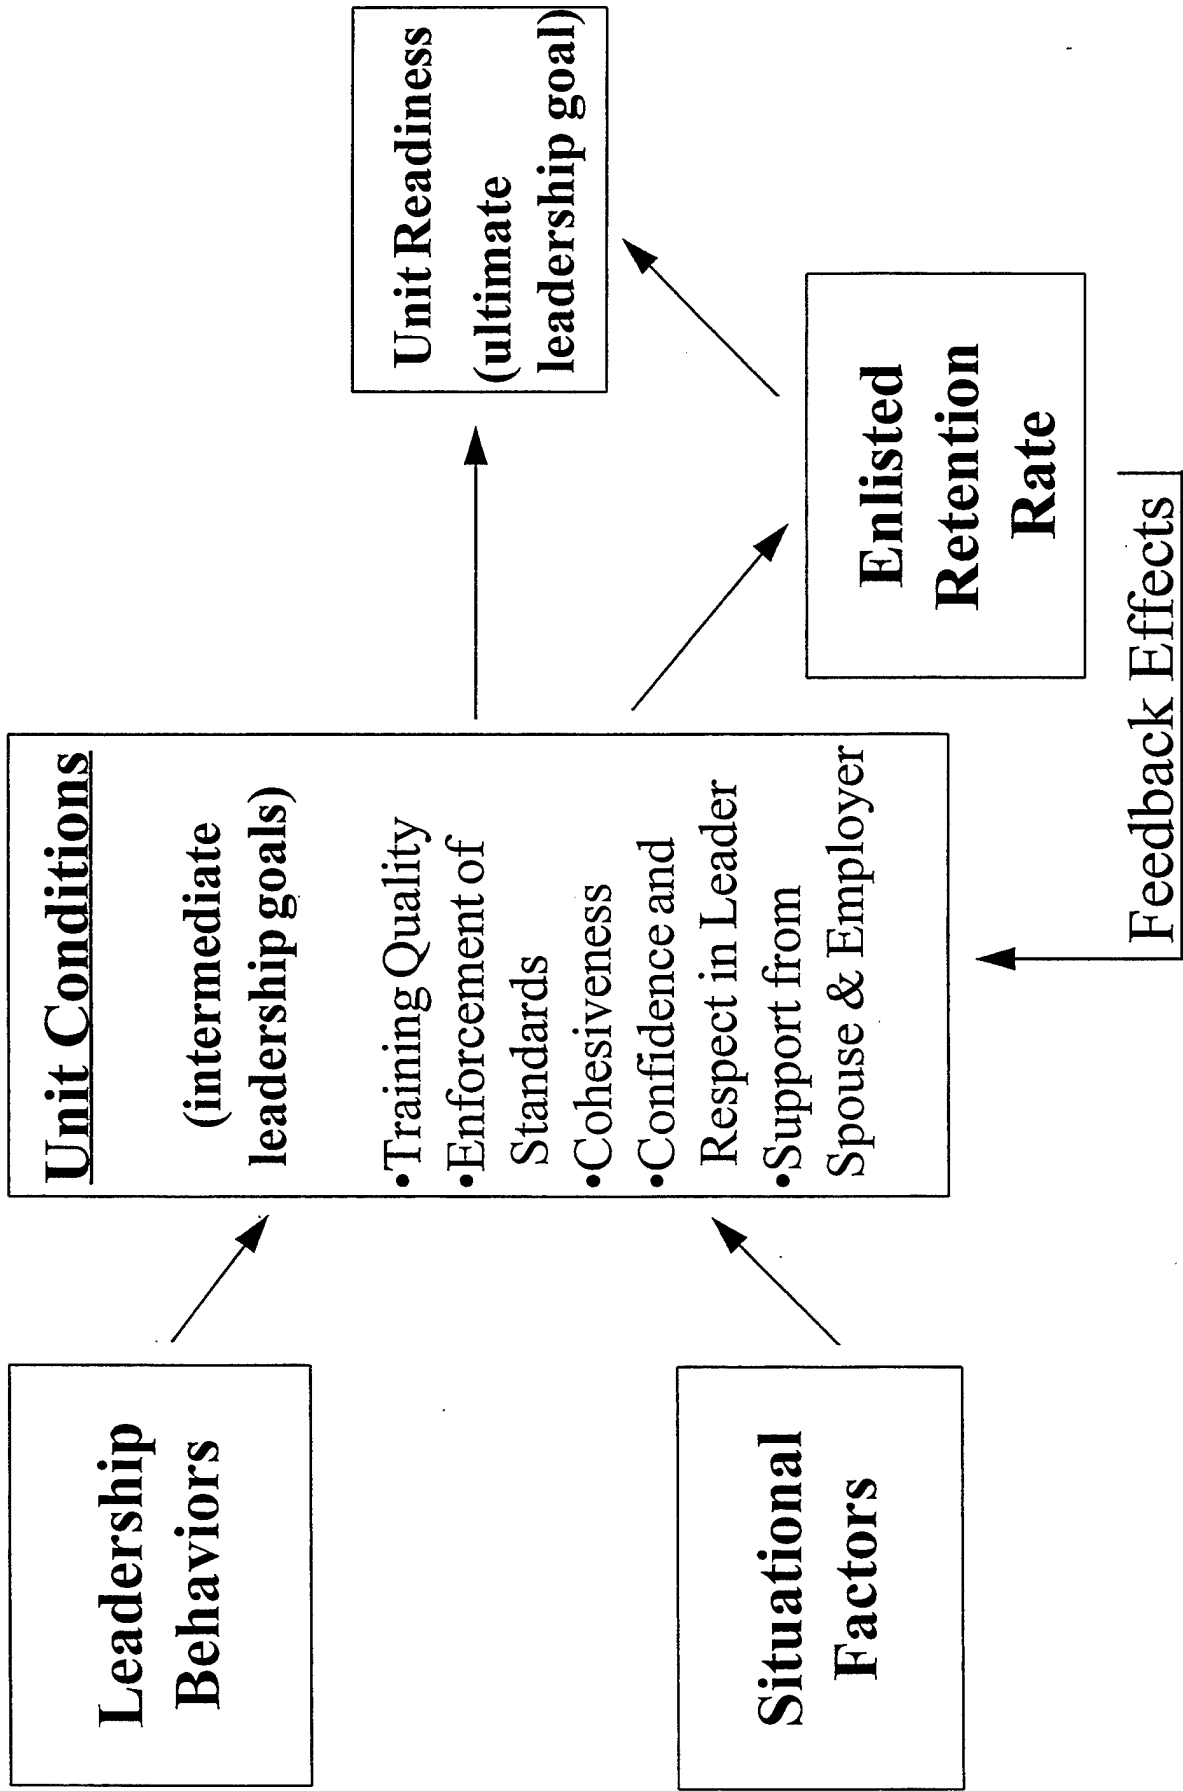 Leadership
Behaviors
Situational
Factors
Unit Conditions
(intermediate
leadership goals)
•Training Quality
•Enforcement of
Standards
•Cohesiveness
•Confidence and
Respect in Leader
•Support from
Spouse & Employer
Unit Readiness
(ultimate
leadership goal)
Enlisted
Retention
Rate
Feedback Effects